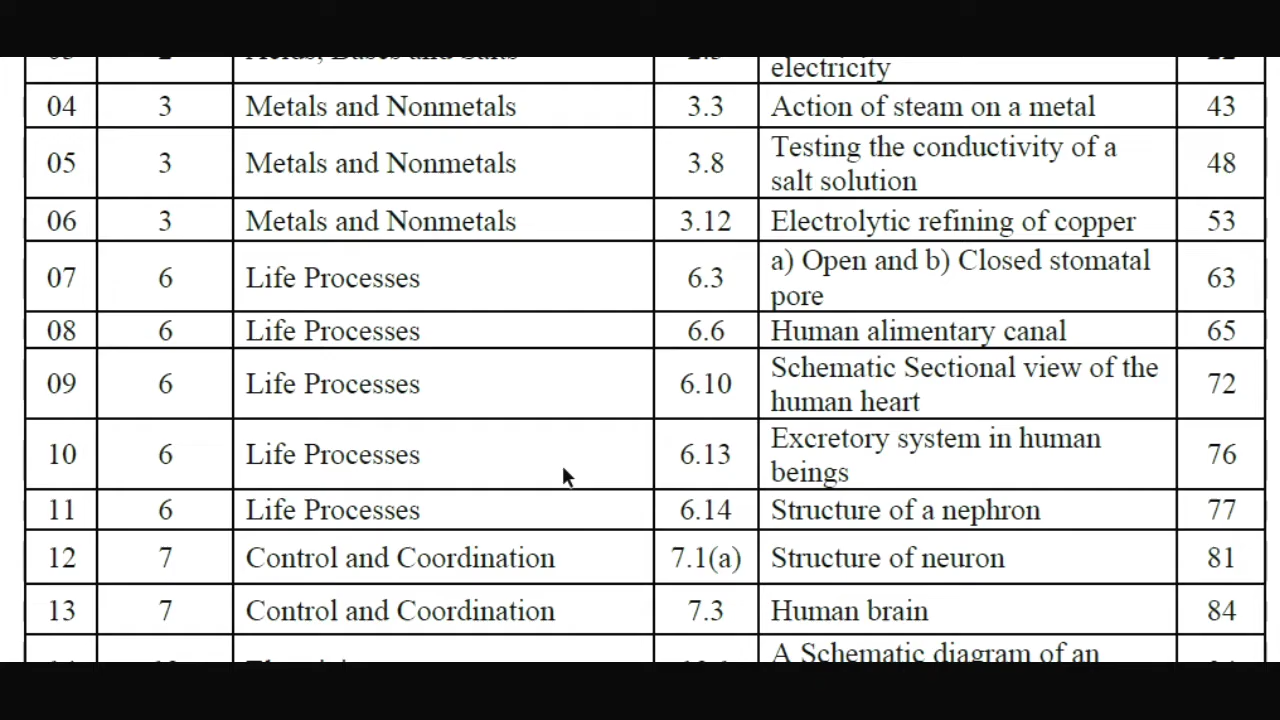 electricity
04 3 Metals and Nonmetals 3.3 Action of steam on a metal 43
05 3 Metals and Nonmetals 3.8 Testing the conductivity of a 48
salt solution
06 3 Metals and Nonmetals 3.12 Electrolytic refining of copper 53
07 6 Life Processes 6.3 a) Open and b) Closed stomatal 63
pore
08 6 Life Processes 6.6 Human alimentary canal 65
09 6 Life Processes 6.10 Schematic Sectional view of the 72
human heart
10 6 Life Processes 6.13 Excretory system in human 76
beings
11 6 Life Processes 6.14 Structure of a nephron 77
12 7 Control and Coordination 7.1(a) Structure of neuron 81
13 7 Control and Coordination 7.3 Human brain 84
A Schematic diagram of an